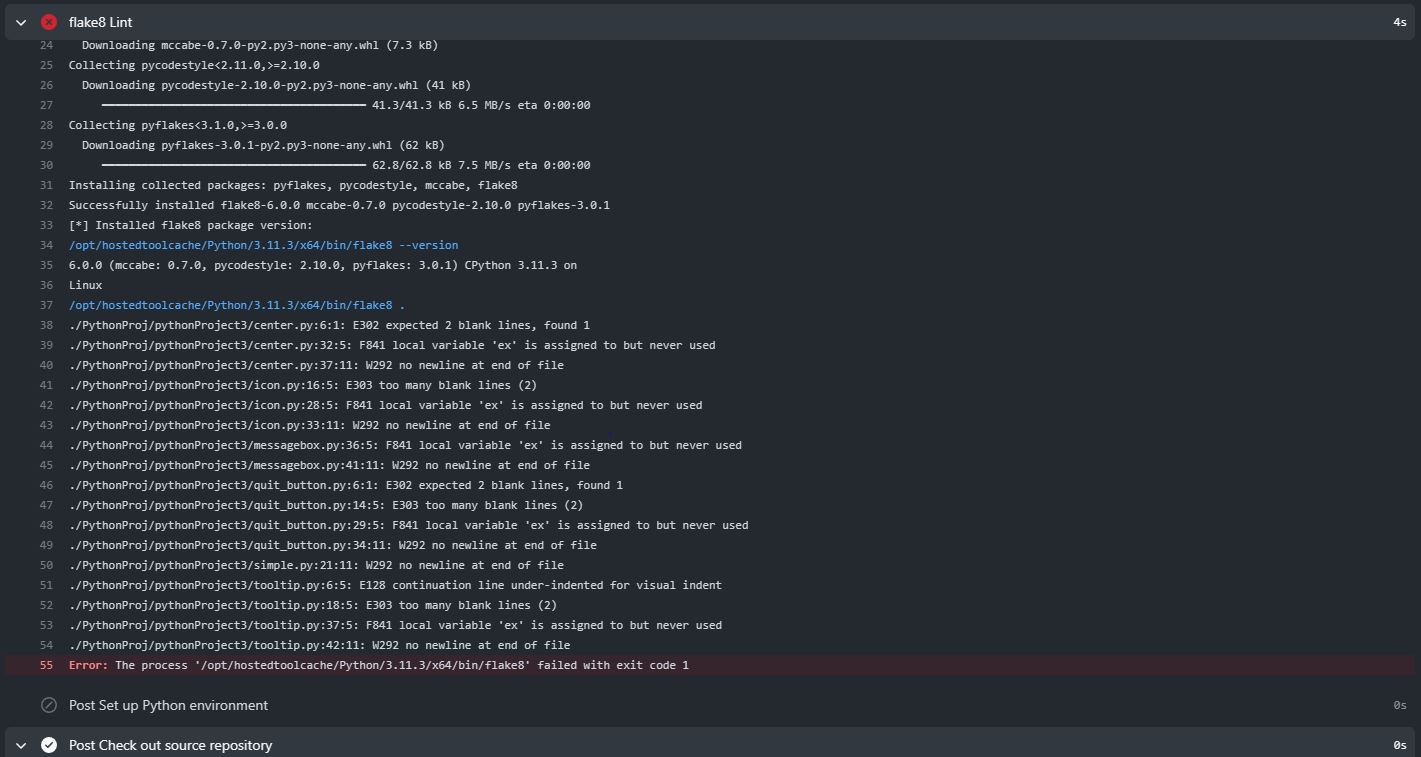 flake8 Lint 4s
24 Downloading mccabe-0.7.0-py2.py3-none-any.whl (7.3 kB)
25 Collecting pycodestyle<2.11.0,>=2.10.0
26 Downloading pycodestyle-2.10.0-py2.py3-none-any.whl (41 kB)
27 ━━━━━━━━━━━━━━━━━━━━━━━━━━━━━━━━━━━━━━━━ 41.3/41.3 kB 6.5 MB/s eta 0:00:00
28 Collecting pyflakes<3.1.0,>=3.0.0
29 Downloading pyflakes-3.0.1-py2.py3-none-any.whl (62 kB)
30 ━━━━━━━━━━━━━━━━━━━━━━━━━━━━━━━━━━━━━━━━ 62.8/62.8 kB 7.5 MB/s eta 0:00:00
31 Installing collected packages: pyflakes, pycodestyle, mccabe, flake8
32 Successfully installed flake8-6.0.0 mccabe-0.7.0 pycodestyle-2.10.0 pyflakes-3.0.1
33 [*] Installed flake8 package version:
34 /opt/hostedtoolcache/Python/3.11.3/x64/bin/flake8 --version
35 6.0.0 (mccabe: 0.7.0, pycodestyle: 2.10.0, pyflakes: 3.0.1) CPython 3.11.3 on
36 Linux
37 /opt/hostedtoolcache/Python/3.11.3/x64/bin/flake8 .
38 ./PythonProj/pythonProject3/center.py:6:1: E302 expected 2 blank lines, found 1
39 ./PythonProj/pythonProject3/center.py:32:5: F841 local variable 'ex' is assigned to but never used
40 ./PythonProj/pythonProject3/center.py:37:11: W292 no newline at end of file
41 ./PythonProj/pythonProject3/icon.py:16:5: E303 too many blank lines (2)
42 ./PythonProj/pythonProject3/icon.py:28:5: F841 local variable 'ex' is assigned to but never used
43 ./PythonProj/pythonProject3/icon.py:33:11: W292 no newline at end of file
44 ./PythonProj/pythonProject3/messagebox.py:36:5: F841 local variable 'ex' is assigned to but never used
45 ./PythonProj/pythonProject3/messagebox.py:41:11: W292 no newline at end of file
46 ./PythonProj/pythonProject3/quit_button.py:6:1: E302 expected 2 blank lines, found 1
47 ./PythonProj/pythonProject3/quit_button.py:14:5: E303 too many blank lines (2)
48 ./PythonProj/pythonProject3/quit_button.py:29:5: F841 local variable 'ex' is assigned to but never used
49 ./PythonProj/pythonProject3/quit_button.py:34:11: W292 no newline at end of file
50 ./PythonProj/pythonProject3/simple.py:21:11: W292 no newline at end of file
51 ./PythonProj/pythonProject3/tooltip.py:6:5: E128 continuation line under-indented for visual indent
52 ./PythonProj/pythonProject3/tooltip.py:18:5: E303 too many blank lines (2)
53 ./PythonProj/pythonProject3/tooltip.py:37:5: F841 local variable 'ex' is assigned to but never used
54 ./PythonProj/pythonProject3/tooltip.py:42:11: W292 no newline at end of file
55 Error: The process '/opt/hostedtoolcache/Python/3.11.3/x64/bin/flake8' failed with exit code 1
Post Set up Python environment 0s
Post Check out source repository 0s